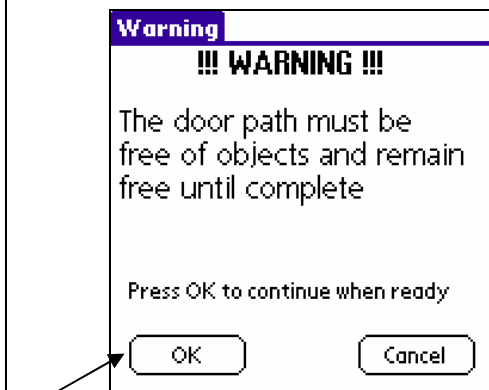 Warning
!!! WARNING !!!
The door path must be
free of objects and remain
free until complete
Press OK to continue when ready
OK
Cancel